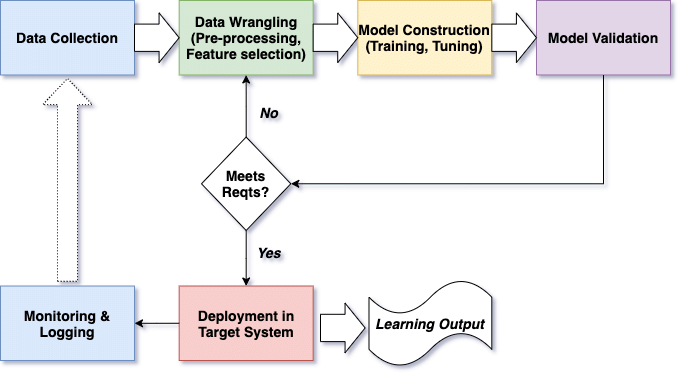 Data Collection
Data Wrangling
(Pre-processing,
Feature selection)
Model Construction
(Training, Tuning)
Model Validation
No
Meets
Reqts?
Yes
Monitoring &
Logging
Deployment in
Target System
Learning Output